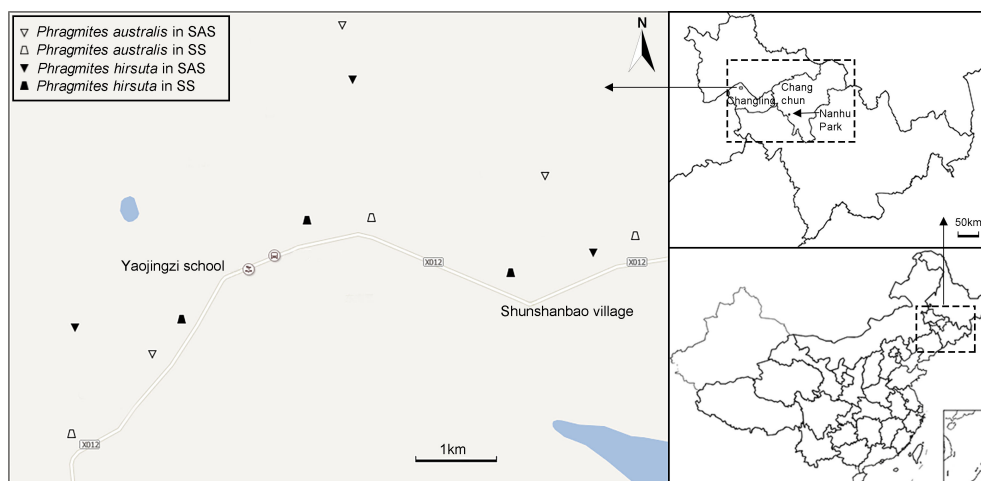 Phragmites australis in SAS
Phragmites australis in SS
Phragmites hirsuta in SAS
Phragmites hirsuta in SS
N
Yaojingzi school
X012
X012
Shunshanbao village
X012
1km
Changling
Chang
chun
Nanhu
Park
50km